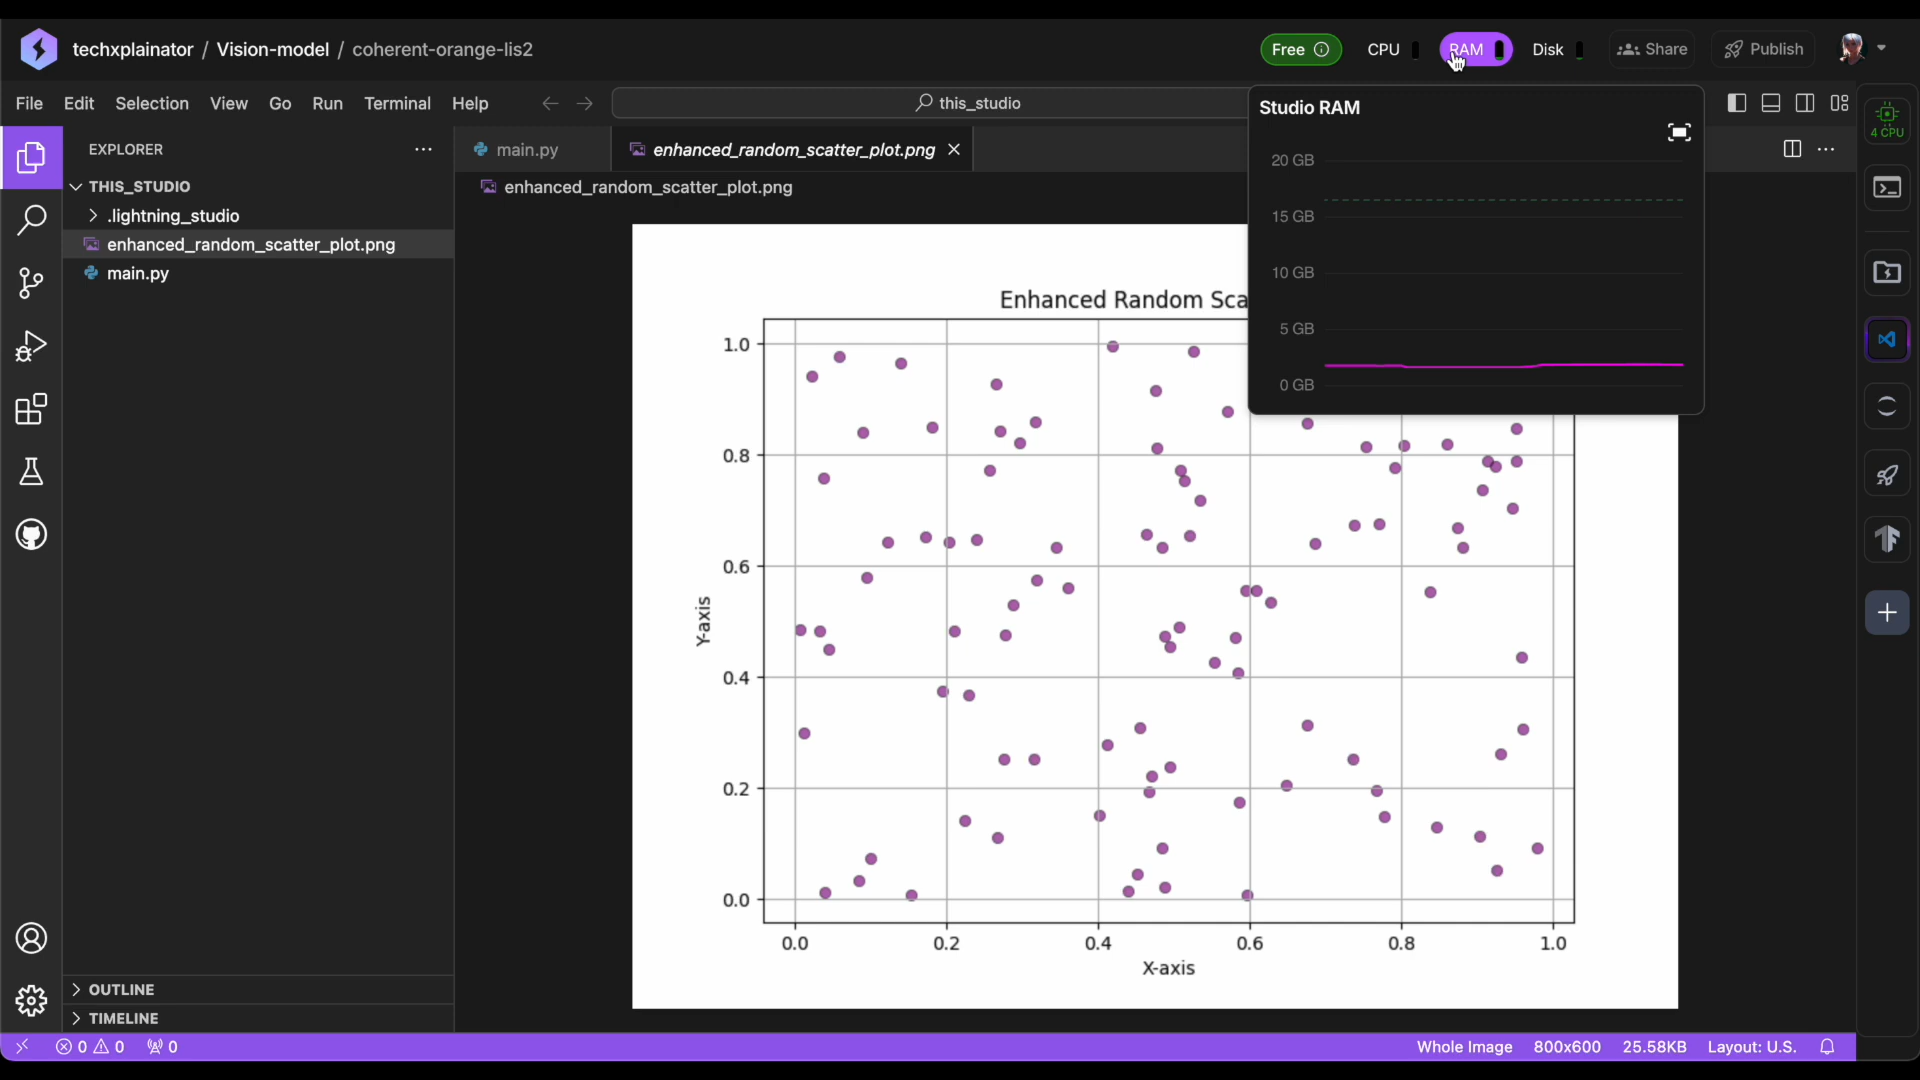 techxplainator / Vision-model / coherent-orange-lis2
Free
CPU
RAM
Disk
Share
Publish
File Edit Selection View Go Run Terminal Help
this_studio
Studio RAM
20 GB
15 GB
10 GB
5 GB
0 GB
4 CPU
EXPLORER
THIS_STUDIO
.lightning_studio
enhanced_random_scatter_plot.png
main.py
main.py
enhanced_random_scatter_plot.png
enhanced_random_scatter_plot.png
Enhanced Random Sca
1.0
0.8
0.6
0.4
0.2
0.0
Y-axis
0.0 0.2 0.4 0.6 0.8 1.0
X-axis
OUTLINE
TIMELINE
0 0 0
Whole Image 800x600 25.58KB Layout: U.S.